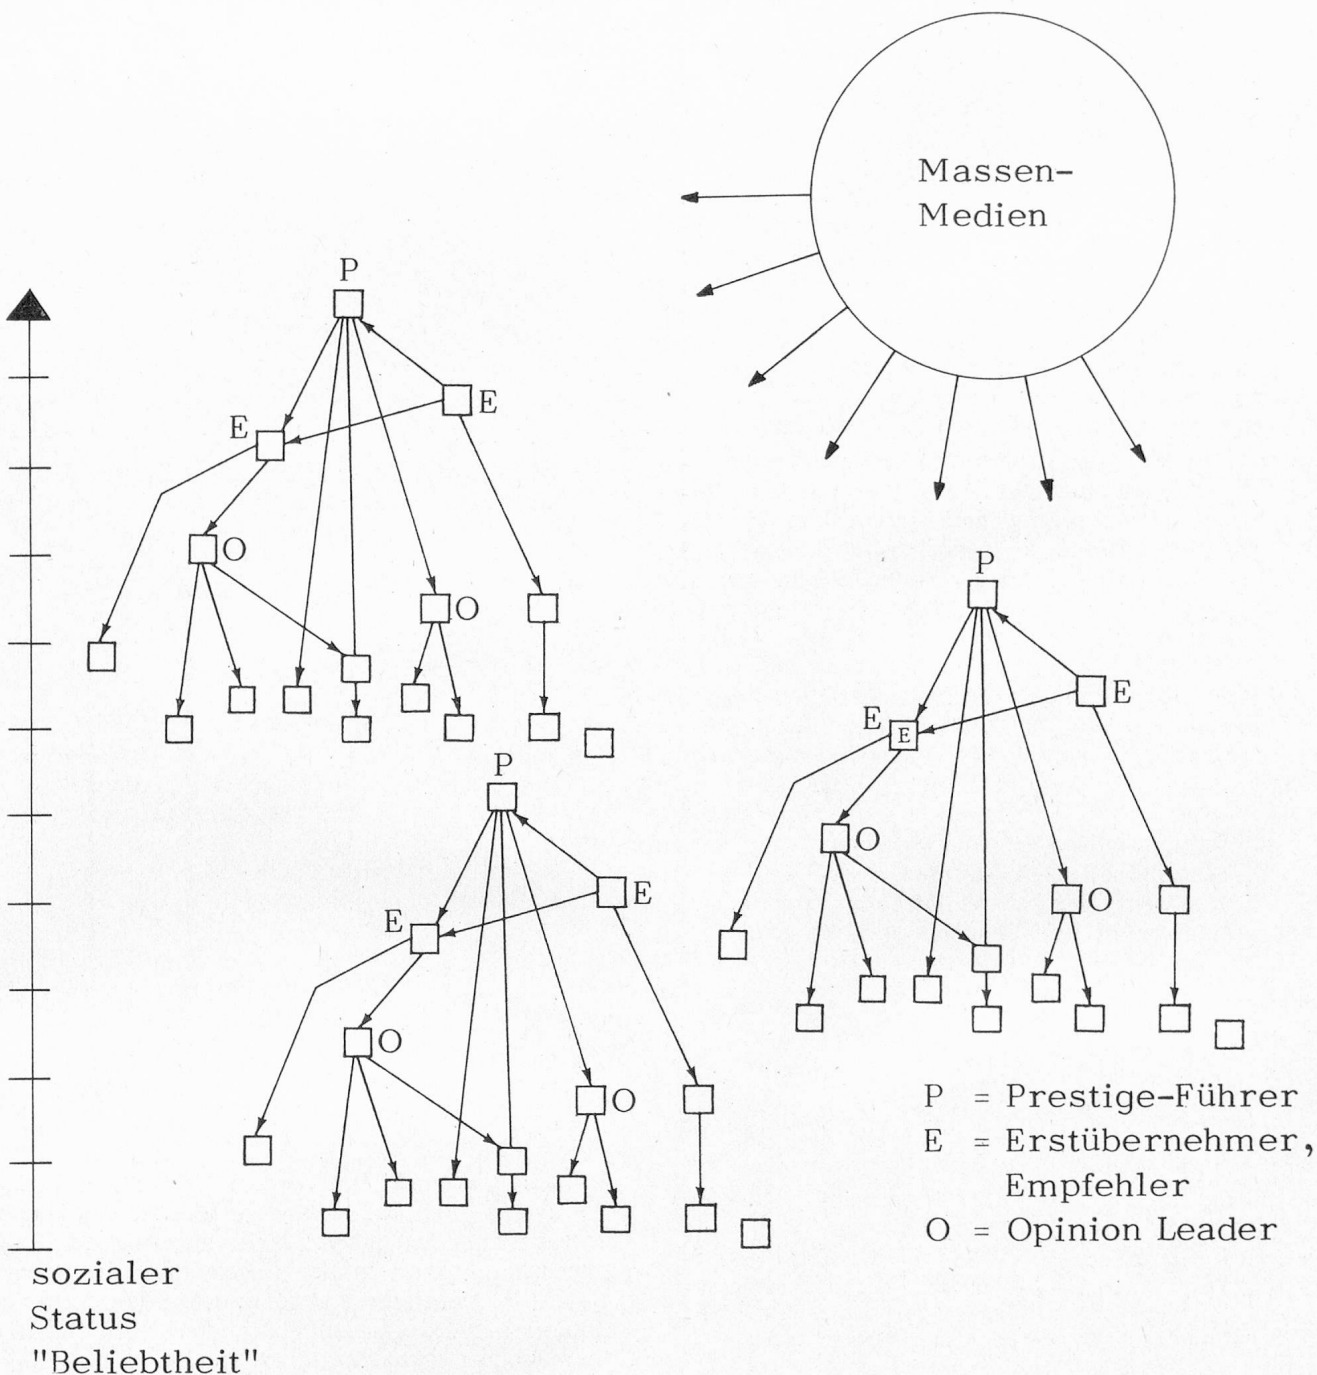 Massen-
Medien
P
E
E
O
O
P
E
E
E
O
O
P
E
E
O
O
P = Prestige-Führer
E = Erstübernehmer,
Empfehler
O = Opinion Leader
sozialer
Status
"Beliebtheit"